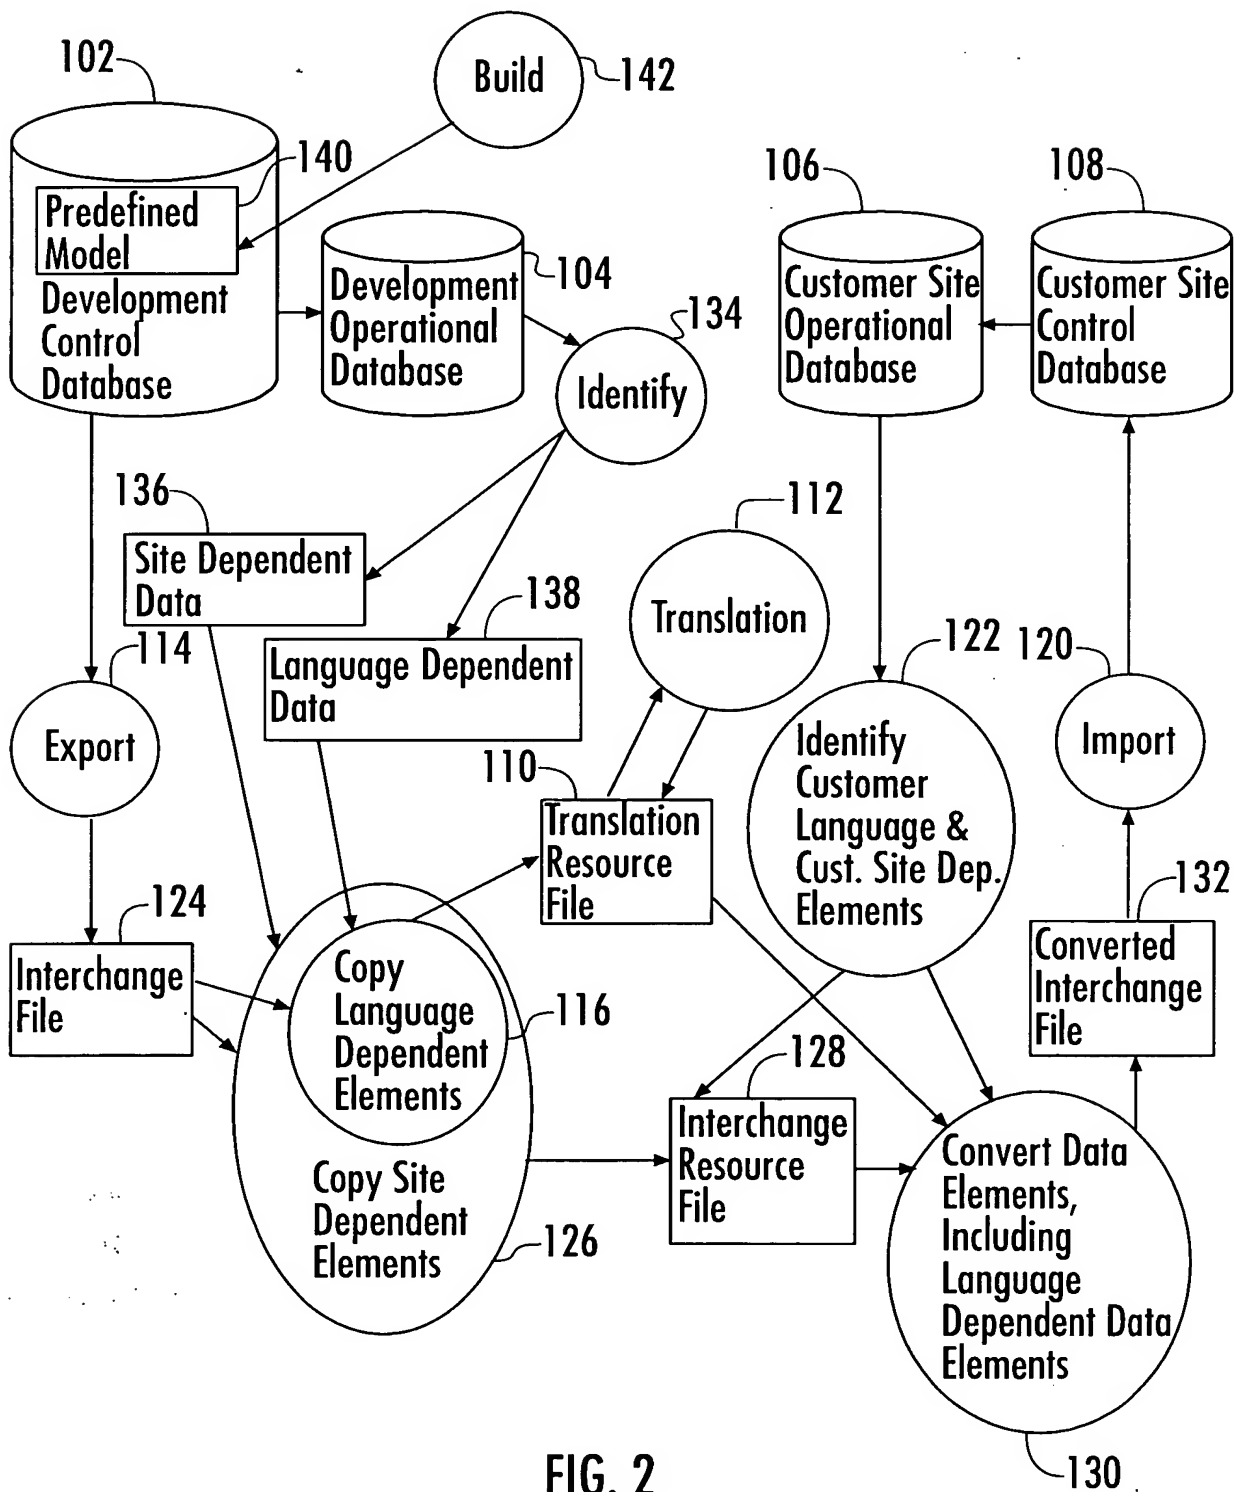 102
Build
142
140
Predefined
Model
Development
Control
Database
104
Development
Operational
Database
134
Identify
106
108
Customer Site
Operational
Database
Customer Site
Control
Database
136
Site Dependent
Data
138
Language Dependent
Data
112
Translation
114
Export
110
Translation
Resource
File
122
Identify
Customer
Language &
Cust. Site Dep.
Elements
120
Import
124
Interchange
File
Copy
Language
Dependent
Elements
116
Copy Site
Dependent
Elements
126
128
Interchange
Resource
File
132
Converted
Interchange
File
Convert Data
Elements,
Including
Language
Dependent Data
Elements
130
FIG. 2